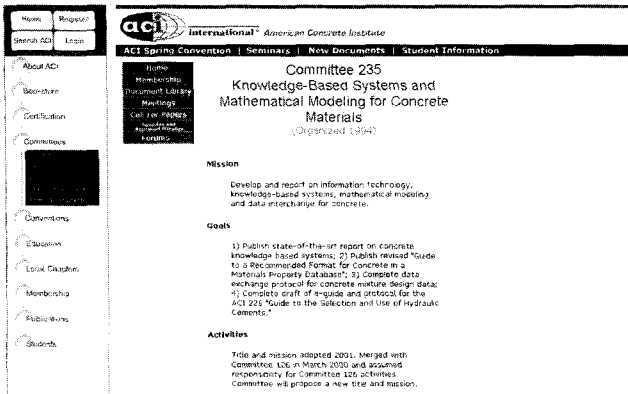 Home Register
Search ACI Login
aci international® American Concrete Institute
ACI Spring Convention | Seminars | New Documents | Student Information
About ACI
Bookstore
Certification
Committees
Conventions
Education
Local Chapters
Membership
Publications
Students
Home
Membership
Document Library
Meetings
Call for Papers
Forums
Committee 235
Knowledge-Based Systems and
Mathematical Modeling for Concrete
Materials
(Organized 1994)
Mission
Develop and report on information technology,
knowledge-based systems, mathematical modeling
and data interchange for concrete.
Goals
1) Publish state-of-the-art report on concrete
knowledge based systems; 2) Publish revised "Guide
to a Recommended Format for Concrete in a
Materials Property Database"; 3) Complete data
exchange protocol for concrete mixture design data;
4) Complete draft of e-guide and protocol for the
ACI 225 "Guide to the Selection and Use of Hydraulic
Cements."
Activities
Title and mission adopted 2001. Merged with
Committee 126 in March 2000 and assumed
responsibility for Committee 126 activities.
Committee will propose a new title and mission.